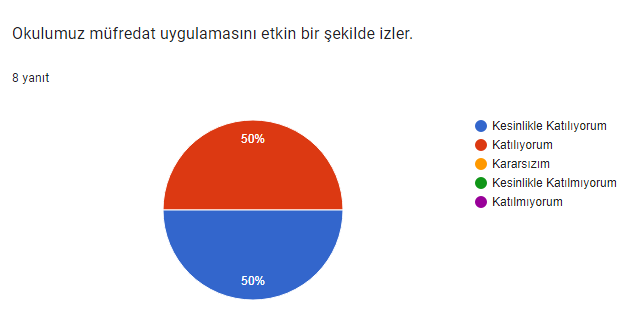 Okulumuz müfredat uygulamasını etkin bir şekilde izler.
8 yanıt
50%
50%
Kesinlikle Katılıyorum
Katılıyorum
Kararsızım
Kesinlikle Katılmıyorum
Katılmıyorum